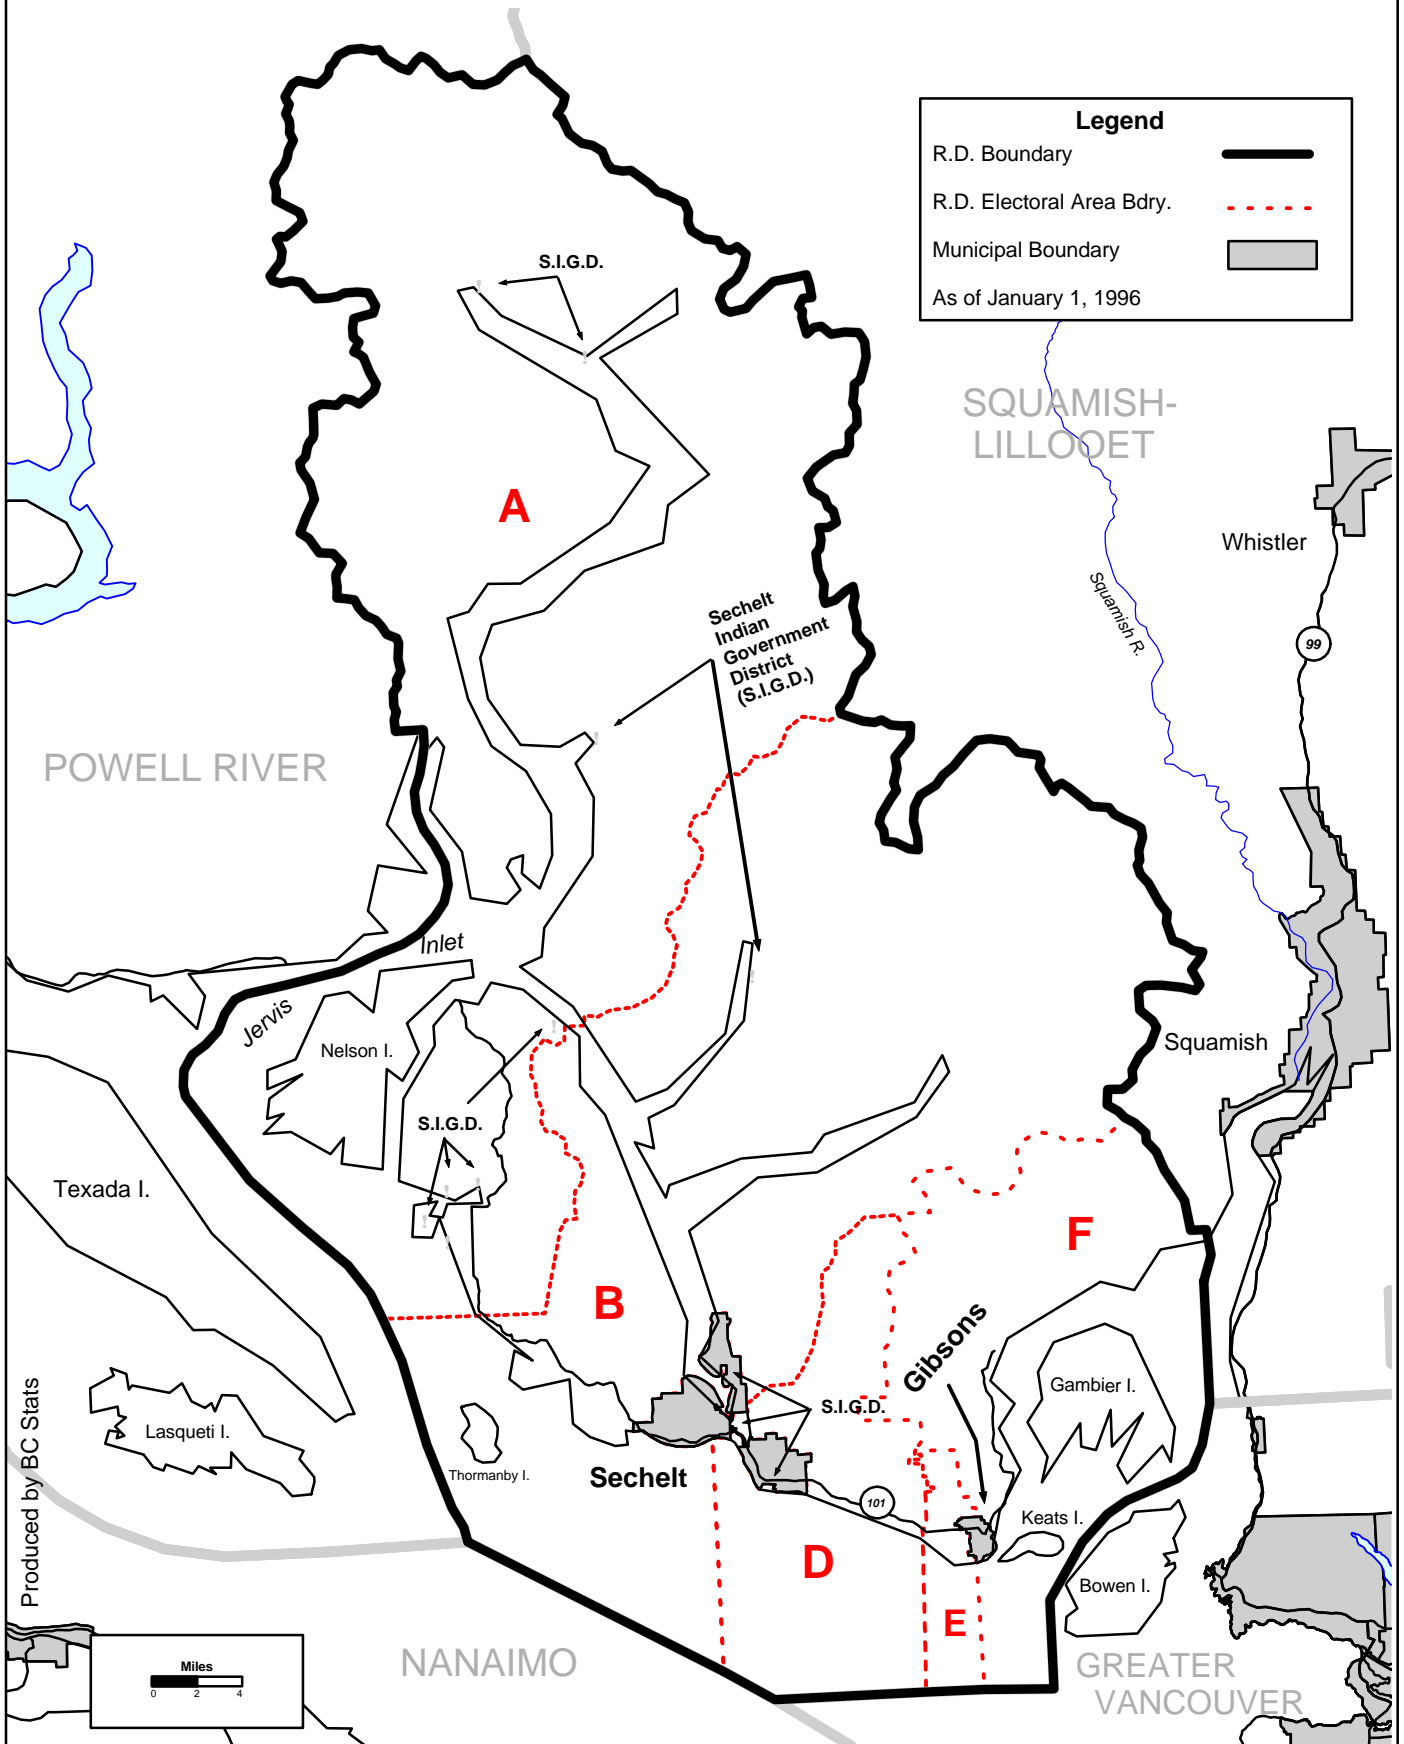 Legend
R.D. Boundary
R.D. Electoral Area Bdry.
Municipal Boundary
As of January 1, 1996
S.I.G.D.
SQUAMISH-
LILLOOET
A
Whistler
Squamish R.
Sechelt
Indian
Government
District
(S.I.G.D.)
99
POWELL RIVER
Inlet
Jervis
Nelson I.
Squamish
S.I.G.D.
Texada I.
F
B
Gibsons
Gambier I.
S.I.G.D.
Lasqueti I.
Thormanby I.
Sechelt
101
Keats I.
D
Bowen I.
E
Produced by BC Stats
NANAIMO
GREATER
VANCOUVER
Miles
0 2 4